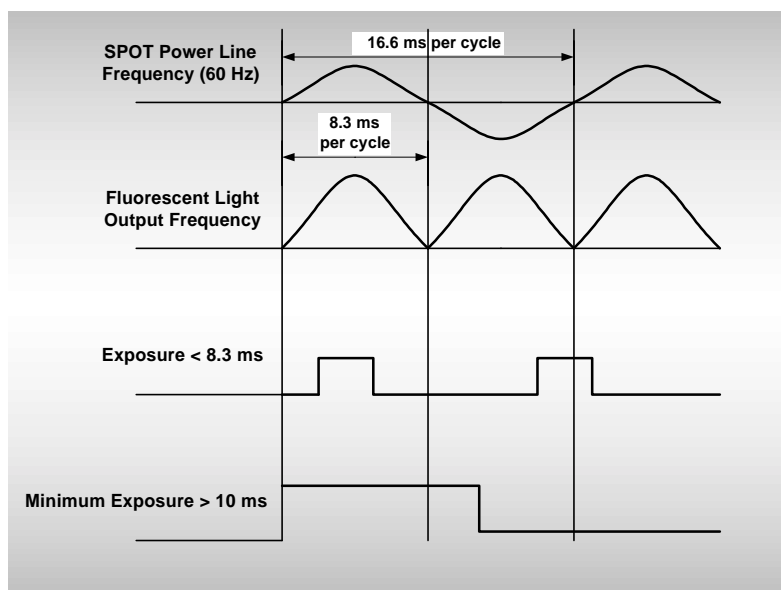 SPOT Power Line
Frequency (60 Hz)
16.6 ms per cycle
8.3 ms
per cycle
Fluorescent Light
Output Frequency
Exposure < 8.3 ms
Minimum Exposure > 10 ms